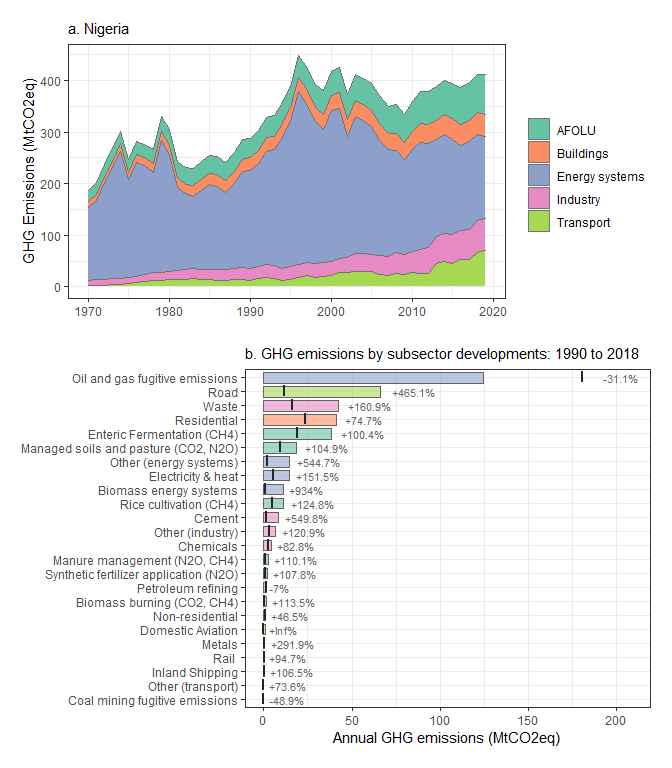 a. Nigeria
GHG Emissions (MtCO2eq)
400
300
200
100
0
1970
1980
1990
2000
2010
2020
AFOLU
Buildings
Energy systems
Industry
Transport
b. GHG emissions by subsector developments: 1990 to 2018
Oil and gas fugitive emissions -31.1%
Road +465.1%
Waste +160.9%
Residential +74.7%
Enteric Fermentation (CH4) +100.4%
Managed soils and pasture (CO2, N2O) +104.9%
Other (energy systems) +544.7%
Electricity & heat +151.5%
Biomass energy systems +934%
Rice cultivation (CH4) +124.8%
Cement +549.8%
Other (industry) +120.9%
Chemicals +82.8%
Manure management (N2O, CH4) +110.1%
Synthetic fertilizer application (N2O) +107.8%
Petroleum refining -7%
Biomass burning (CO2, CH4) +113.5%
Non-residential +46.5%
Domestic Aviation +Inf%
Metals +291.9%
Rail +94.7%
Inland Shipping +106.5%
Other (transport) +73.6%
Coal mining fugitive emissions -48.9%
0
50
100
150
200
Annual GHG emissions (MtCO2eq)